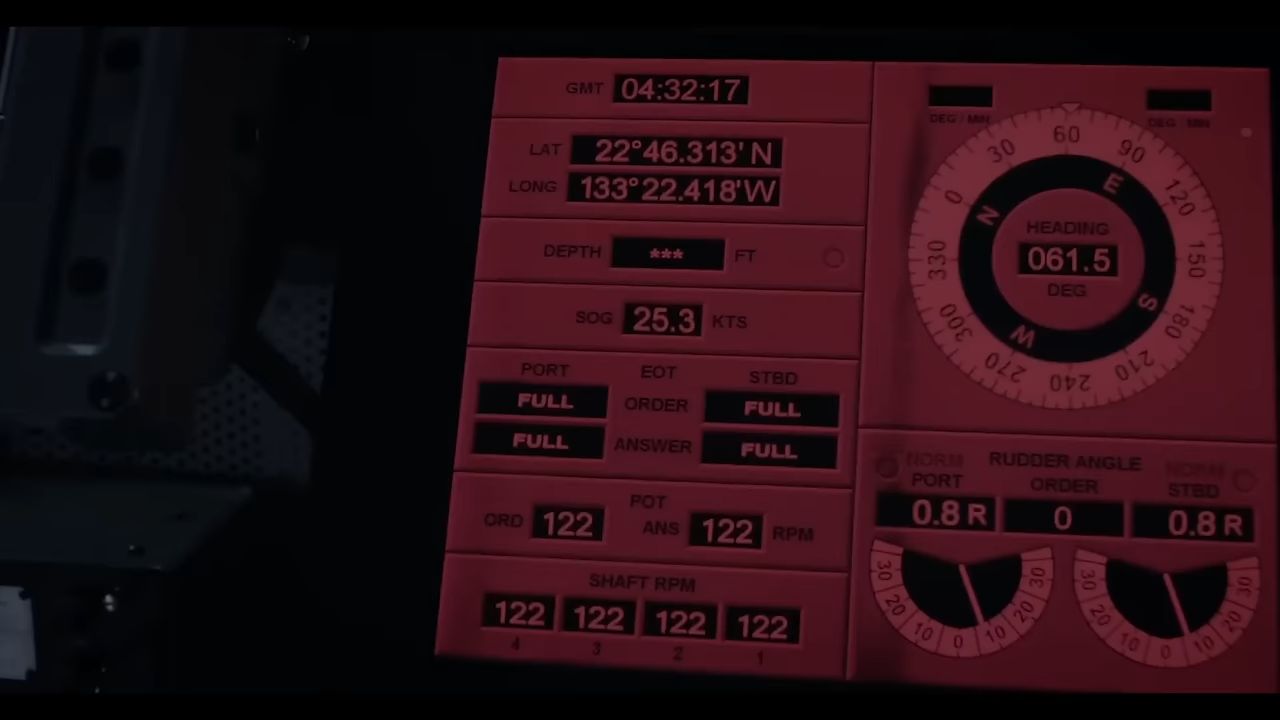 GMT 04:32:17
LAT 22°46.313' N
LONG 133°22.418'W
DEPTH *** FT
SOG 25.3 KTS
PORT EOT STBD
FULL ORDER FULL
FULL ANSWER FULL
POT
ORD 122 ANS 122 RPM
SHAFT RPM
122 122 122 122
4 3 2 1
DEG MIN DEG MIN
0 30 60 90 120 150 180 210 240 270 300 330
N E S W
HEADING
061.5
DEG
NORM RUDDER ANGLE NORM
PORT ORDER STBD
0.8 R 0 0.8 R
30 20 10 0 10 20 30
30 20 10 0 10 20 30